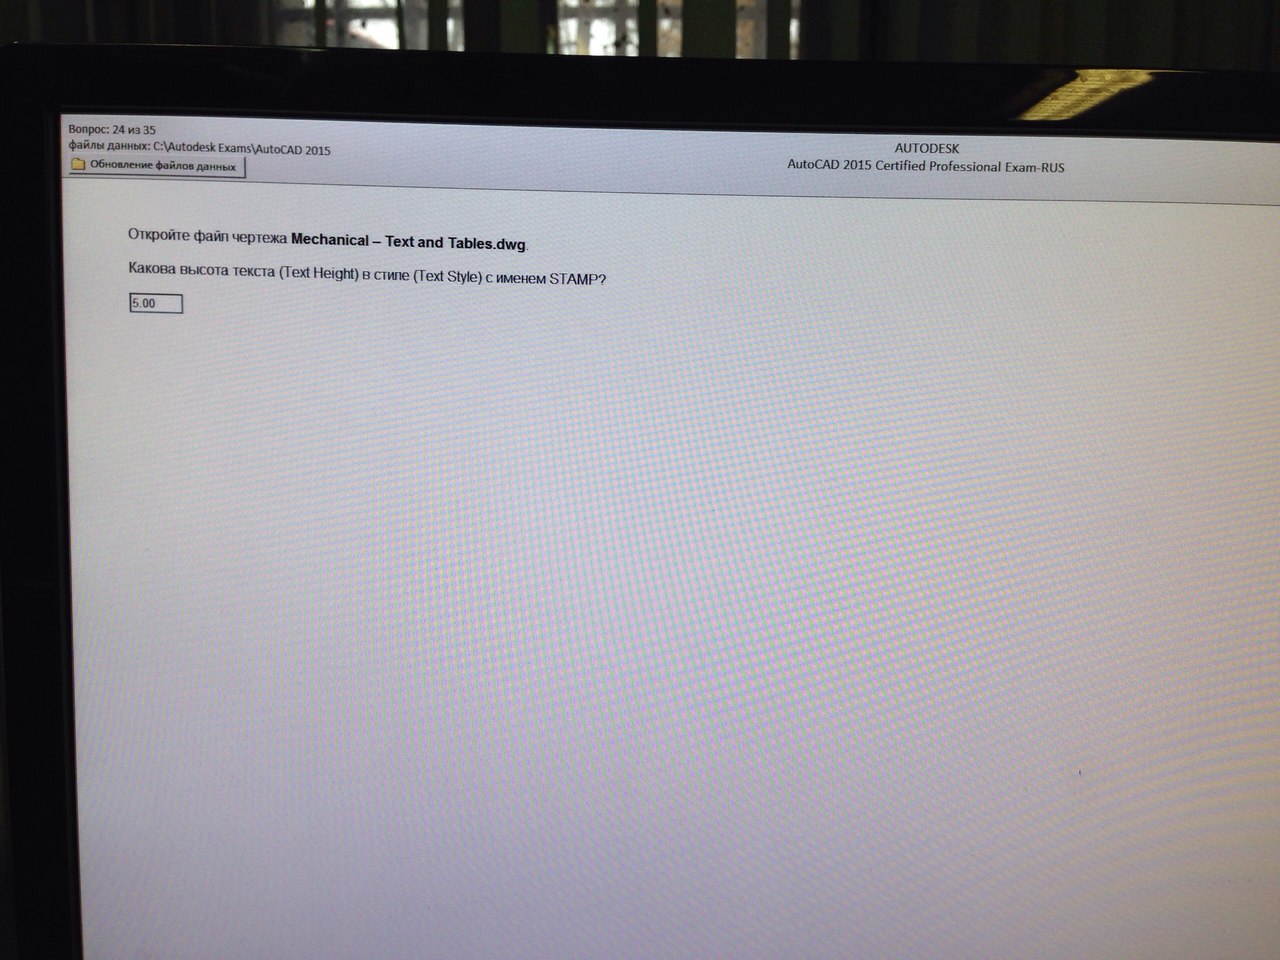 Вопрос: 24 из 35
файлы данных: C:\Autodesk Exams\AutoCAD 2015
Обновление файлов данных
AUTODESK
AutoCAD 2015 Certified Professional Exam-RUS
Откройте файл чертежа Mechanical – Text and Tables.dwg.
Какова высота текста (Text Height) в стиле (Text Style) с именем STAMP?
5.00